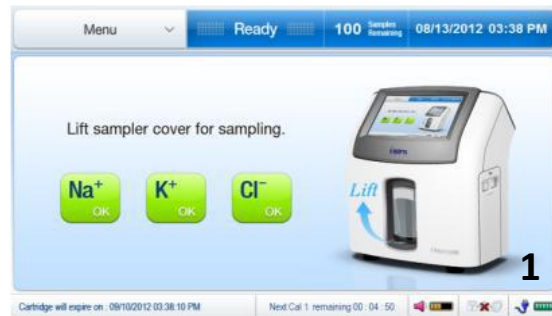 Menu
Ready
100 Samples Remaining
08/13/2012 03:38 PM
Lift sampler cover for sampling.
Na+ OK
K+ OK
Cl− OK
Lift
i-SENS
1
Cartridge will expire on : 09/10/2012 03:38:10 PM
Next Cal 1 remaining 00 : 04 : 50